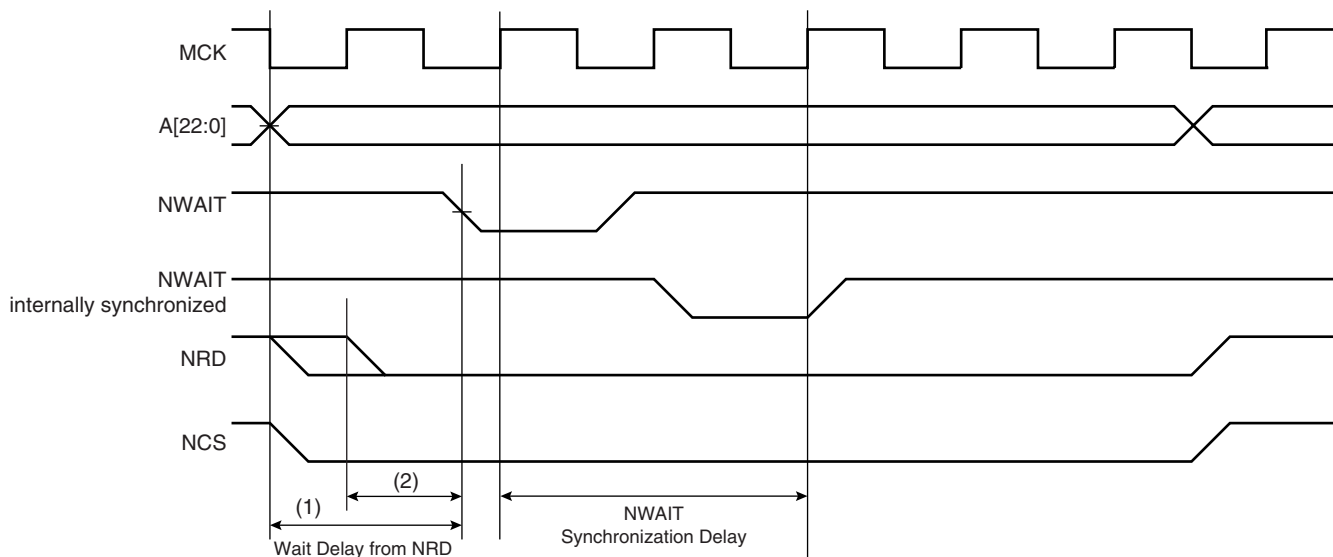 MCK
A[22:0]
NWAIT
NWAIT
internally synchronized
NRD
NCS
(2)
(1)
NWAIT
Synchronization Delay
Wait Delay from NRD